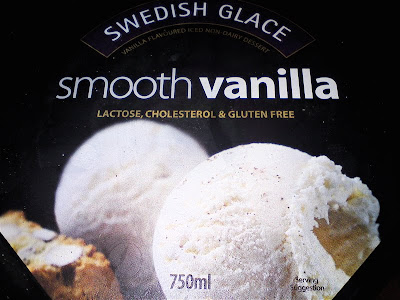 SWEDISH GLACE
VANILLA FLAVOURED ICED NON-DAIRY DESSERT
smooth vanilla
LACTOSE, CHOLESTEROL & GLUTEN FREE
750ml
Serving
Suggestion